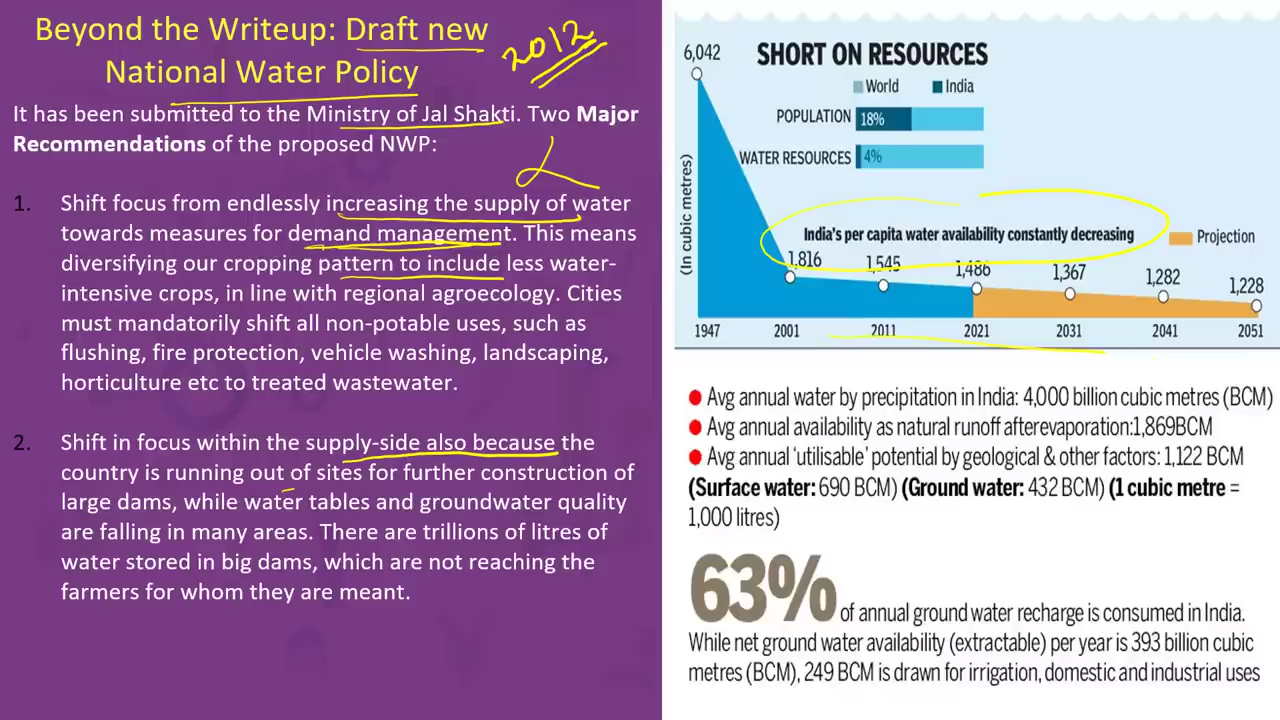 Beyond the Writeup: Draft new
National Water Policy
2012
It has been submitted to the Ministry of Jal Shakti. Two Major
Recommendations of the proposed NWP:
1. Shift focus from endlessly increasing the supply of water
towards measures for demand management. This means
diversifying our cropping pattern to include less water-
intensive crops, in line with regional agroecology. Cities
must mandatorily shift all non-potable uses, such as
flushing, fire protection, vehicle washing, landscaping,
horticulture etc to treated wastewater.
2. Shift in focus within the supply-side also because the
country is running out of sites for further construction of
large dams, while water tables and groundwater quality
are falling in many areas. There are trillions of litres of
water stored in big dams, which are not reaching the
farmers for whom they are meant.
SHORT ON RESOURCES
World India
POPULATION 18%
WATER RESOURCES 4%
(In cubic metres)
India's per capita water availability constantly decreasing
Projection
6,042 1,816 1,545 1,486 1,367 1,282 1,228
1947 2001 2011 2021 2031 2041 2051
Avg annual water by precipitation in India: 4,000 billion cubic metres (BCM)
Avg annual availability as natural runoff afterevaporation:1,869BCM
Avg annual 'utilisable' potential by geological & other factors: 1,122 BCM
(Surface water: 690 BCM) (Ground water: 432 BCM) (1 cubic metre =
1,000 litres)
63% of annual ground water recharge is consumed in India.
While net ground water availability (extractable) per year is 393 billion cubic
metres (BCM), 249 BCM is drawn for irrigation, domestic and industrial uses